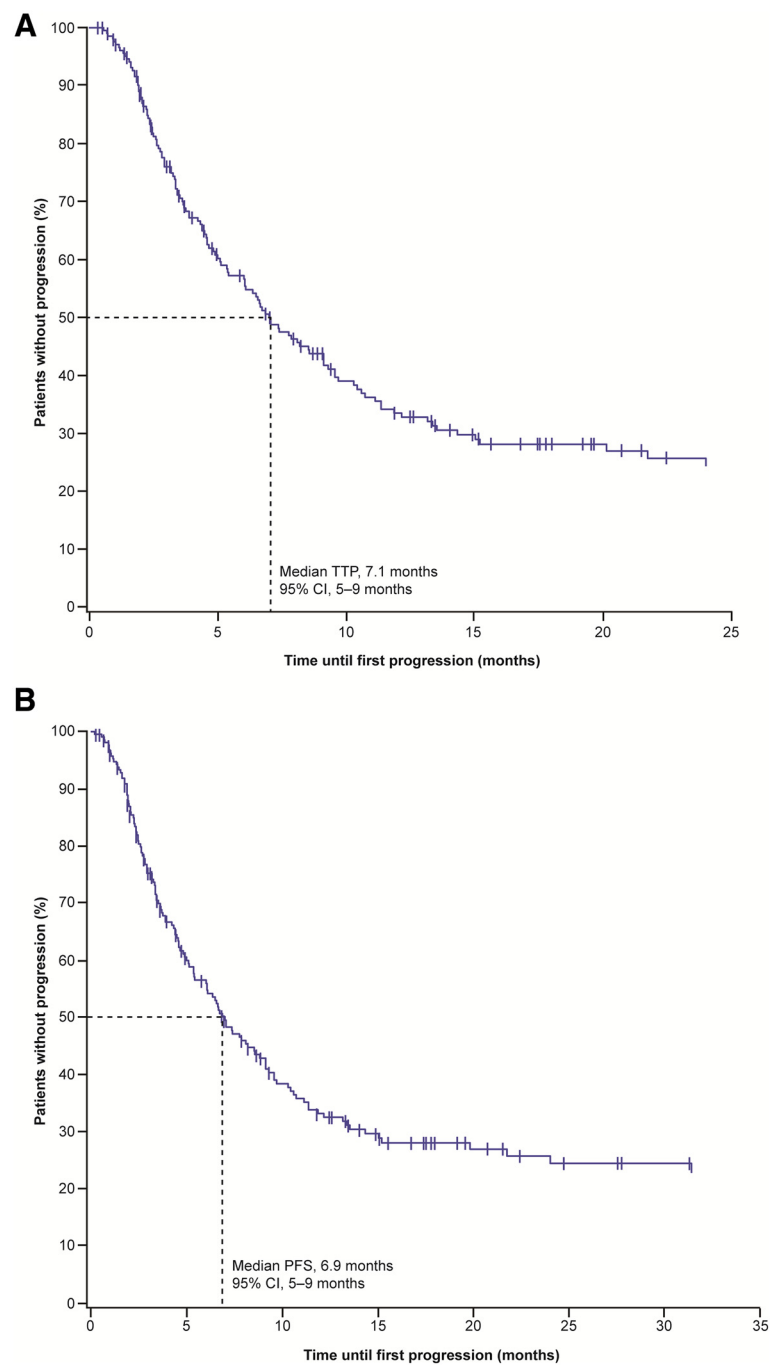 A
100
90
80
70
60
50
40
30
20
10
0
Patients without progression (%)
Median TTP, 7.1 months
95% CI, 5–9 months
0 5 10 15 20 25
Time until first progression (months)
B
100
90
80
70
60
50
40
30
20
10
0
Patients without progression (%)
Median PFS, 6.9 months
95% CI, 5–9 months
0 5 10 15 20 25 30 35
Time until first progression (months)